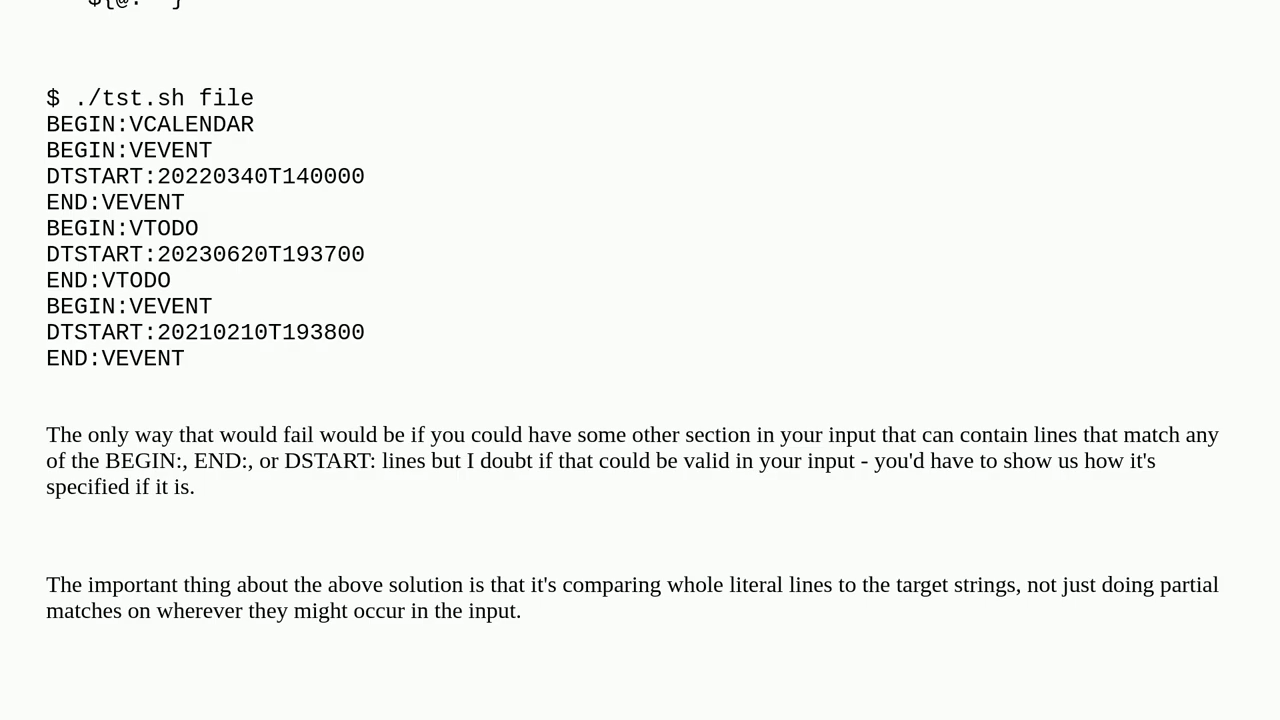 $ ./tst.sh file
BEGIN:VCALENDAR
BEGIN:VEVENT
DTSTART:20220340T140000
END:VEVENT
BEGIN:VTODO
DTSTART:20230620T193700
END:VTODO
BEGIN:VEVENT
DTSTART:20210210T193800
END:VEVENT
The only way that would fail would be if you could have some other section in your input that can contain lines that match any
of the BEGIN:, END:, or DSTART: lines but I doubt if that could be valid in your input - you'd have to show us how it's
specified if it is.
The important thing about the above solution is that it's comparing whole literal lines to the target strings, not just doing partial
matches on wherever they might occur in the input.